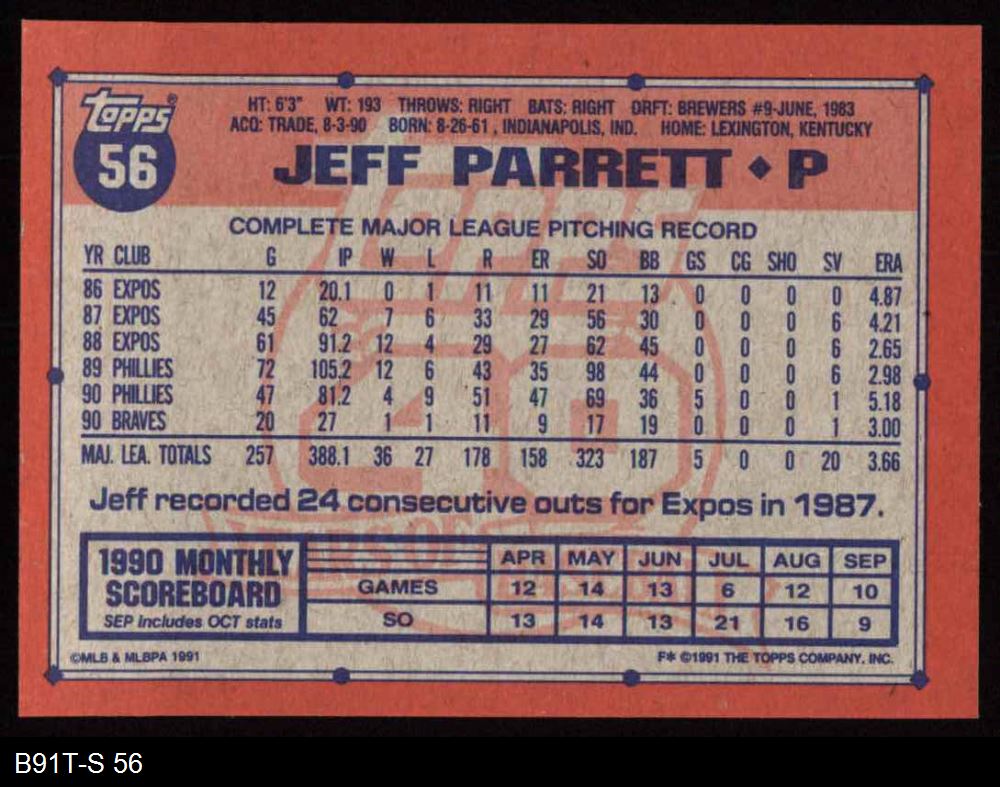 topps®
56
HT: 6'3" WT: 193 THROWS: RIGHT BATS: RIGHT DRFT: BREWERS #9-JUNE, 1983
ACQ: TRADE, 8-3-90 BORN: 8-26-61, INDIANAPOLIS, IND. HOME: LEXINGTON, KENTUCKY
JEFF PARRETT ♦ P
COMPLETE MAJOR LEAGUE PITCHING RECORD
YR CLUB G IP W L R ER SO BB GS CG SHO SV ERA
86 EXPOS 12 20.1 0 1 11 11 21 13 0 0 0 0 4.87
87 EXPOS 45 62 7 6 33 29 56 30 0 0 0 6 4.21
88 EXPOS 61 91.2 12 4 29 27 62 45 0 0 0 6 2.65
89 PHILLIES 72 105.2 12 6 43 35 98 44 0 0 0 6 2.98
90 PHILLIES 47 81.2 4 9 51 47 69 36 5 0 0 1 5.18
90 BRAVES 20 27 1 1 11 9 17 19 0 0 0 1 3.00
MAJ. LEA. TOTALS 257 388.1 36 27 178 158 323 187 5 0 0 20 3.66
Jeff recorded 24 consecutive outs for Expos in 1987.
1990 MONTHLY SCOREBOARD
SEP includes OCT stats
APR MAY JUN JUL AUG SEP
GAMES 12 14 13 6 12 10
SO 13 14 13 21 16 9
©MLB & MLBPA 1991
F* ©1991 THE TOPPS COMPANY, INC.
B91T-S 56